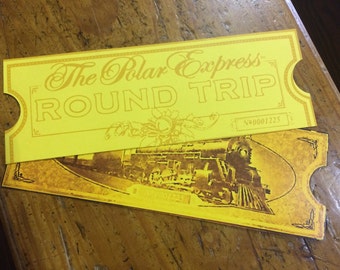 The Polar Express
ROUND TRIP